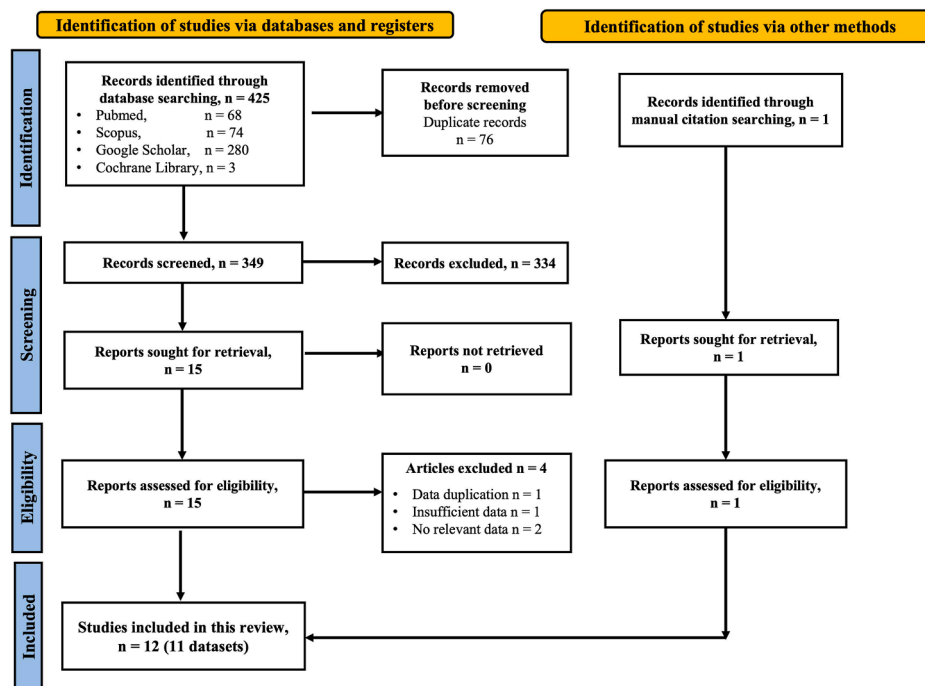 Identification of studies via databases and registers
Identification of studies via other methods
Identification
Records identified through
database searching, n = 425
• Pubmed, n = 68
• Scopus, n = 74
• Google Scholar, n = 280
• Cochrane Library, n = 3
Records removed
before screening
Duplicate records
n = 76
Records identified through
manual citation searching, n = 1
Screening
Records screened, n = 349
Records excluded, n = 334
Reports sought for retrieval,
n = 15
Reports not retrieved
n = 0
Reports sought for retrieval,
n = 1
Eligibility
Reports assessed for eligibility,
n = 15
Articles excluded n = 4
• Data duplication n = 1
• Insufficient data n = 1
• No relevant data n = 2
Reports assessed for eligibility,
n = 1
Included
Studies included in this review,
n = 12 (11 datasets)